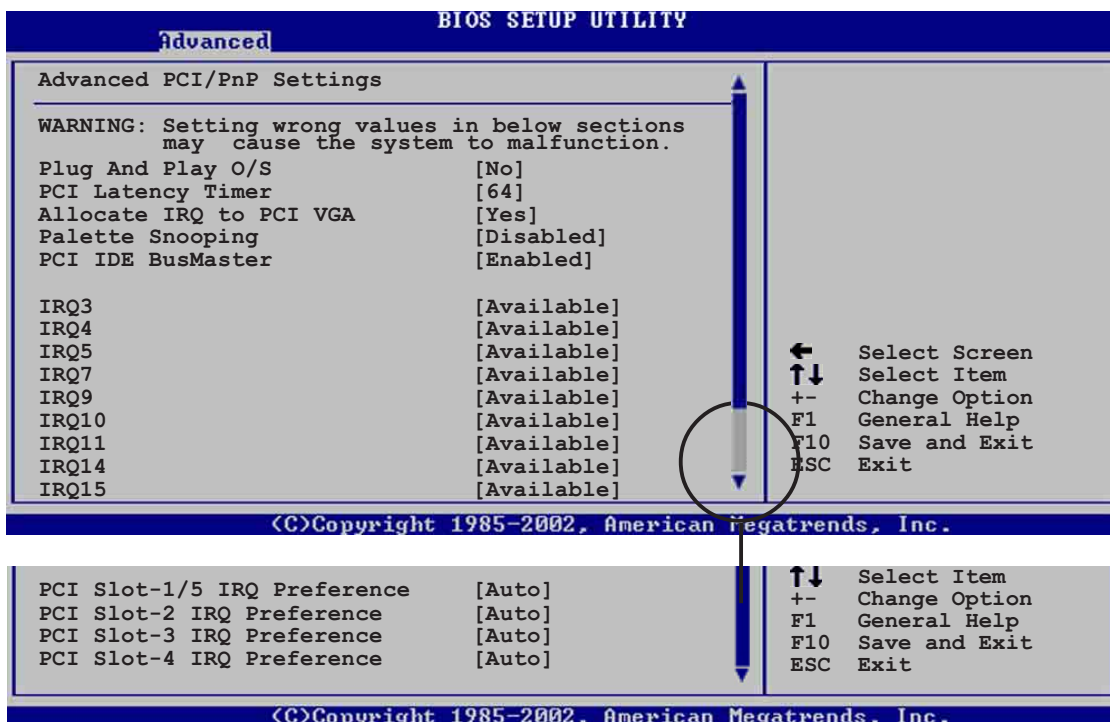 BIOS SETUP UTILITY
Advanced
Advanced PCI/PnP Settings
WARNING: Setting wrong values in below sections
may cause the system to malfunction.
Plug And Play O/S [No]
PCI Latency Timer [64]
Allocate IRQ to PCI VGA [Yes]
Palette Snooping [Disabled]
PCI IDE BusMaster [Enabled]
IRQ3 [Available]
IRQ4 [Available]
IRQ5 [Available]
IRQ7 [Available]
IRQ9 [Available]
IRQ10 [Available]
IRQ11 [Available]
IRQ14 [Available]
IRQ15 [Available]
← Select Screen
↑↓ Select Item
+- Change Option
F1 General Help
F10 Save and Exit
ESC Exit
(C)Copyright 1985-2002, American Megatrends, Inc.
PCI Slot-1/5 IRQ Preference [Auto]
PCI Slot-2 IRQ Preference [Auto]
PCI Slot-3 IRQ Preference [Auto]
PCI Slot-4 IRQ Preference [Auto]
↑↓ Select Item
+- Change Option
F1 General Help
F10 Save and Exit
ESC Exit
(C)Copyright 1985-2002, American Megatrends, Inc.